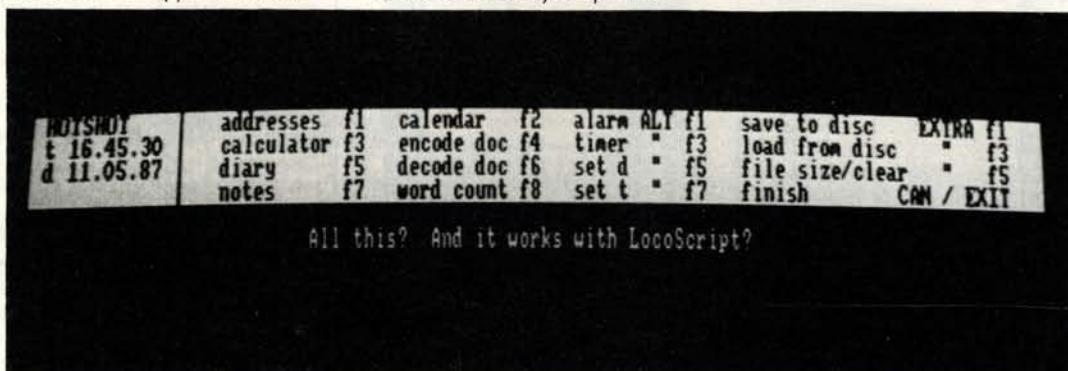 HOTSHOT addresses f1 calendar f2 alarm ALT f1 save to disc EXTRA f1
t 16.45.30 calculator f3 encode doc f4 timer " f3 load from disc " f3
d 11.05.87 diary f5 decode doc f6 set d " f5 file size/clear " f5
notes f7 word count f8 set t " f7 finish CAN / EXIT
All this? And it works with LocoScript?